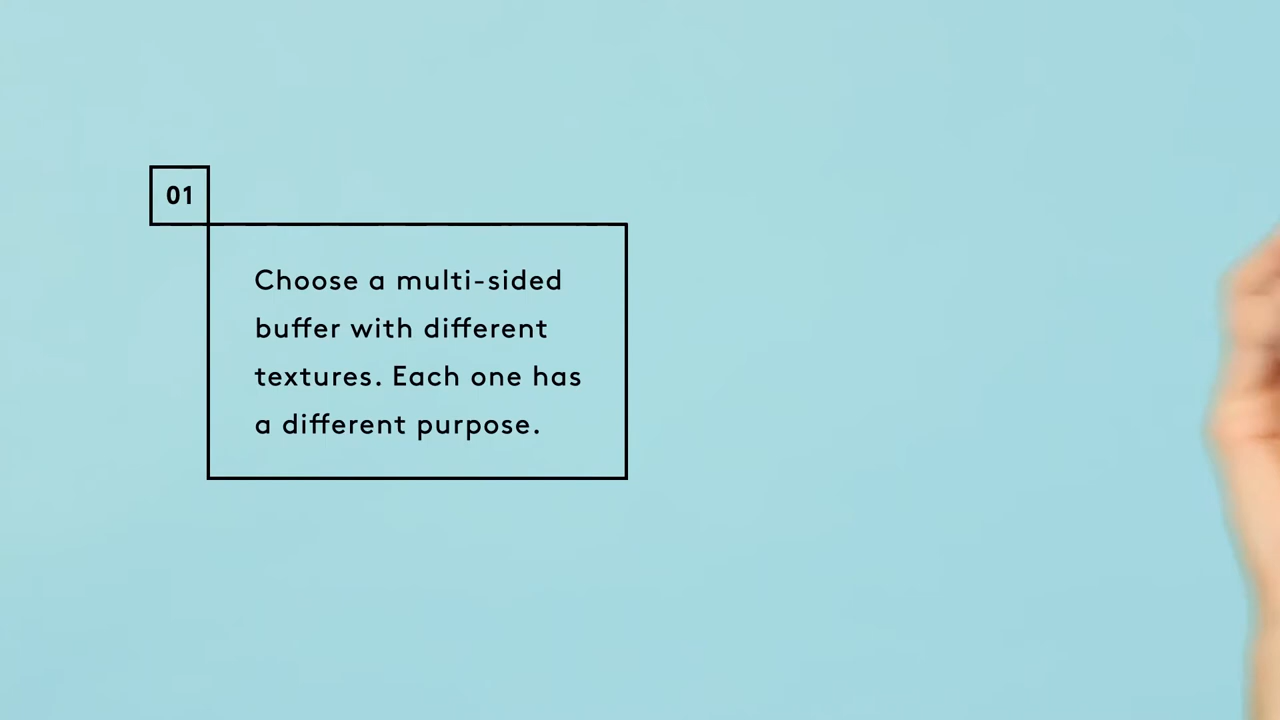 01
Choose a multi-sided
buffer with different
textures. Each one has
a different purpose.